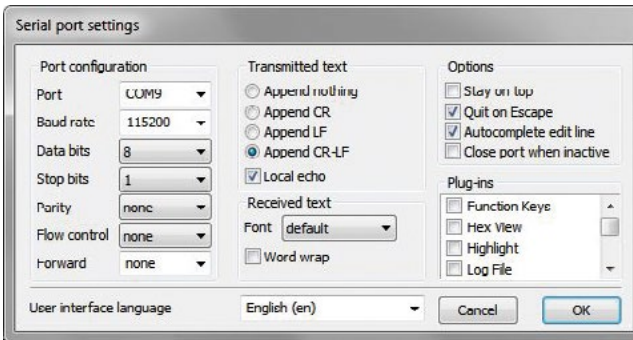 Serial port settings
Port configuration
Port COM9
Baud rate 115200
Data bits 8
Stop bits 1
Parity none
Flow control none
Forward none
Transmitted text
Append nothing
Append CR
Append LF
Append CR-LF
Local echo
Received text
Font default
Word wrap
Options
Stay on top
Quit on Escape
Autocomplete edit line
Close port when inactive
Plug-ins
Function Keys
Hex View
Highlight
Log File
User interface language English (en)
Cancel OK